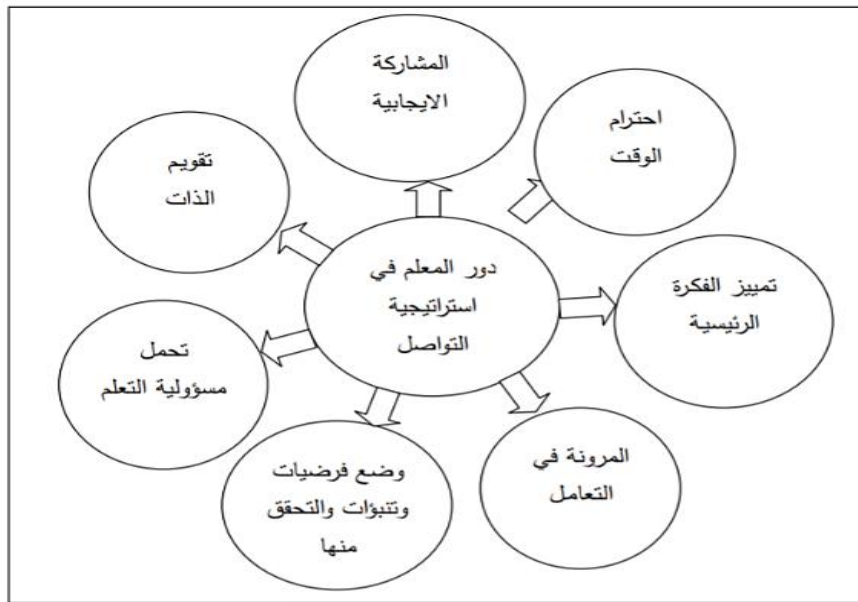 المشاركة
الايجابية
احترام
الوقت
تقويم
الذات
دور المعلم في
استراتيجية
التواصل
تمييز الفكرة
الرئيسية
تحمل
مسؤولية التعلم
المرونة في
التعامل
وضع فرضيات
وتنبؤات والتحقق
منها